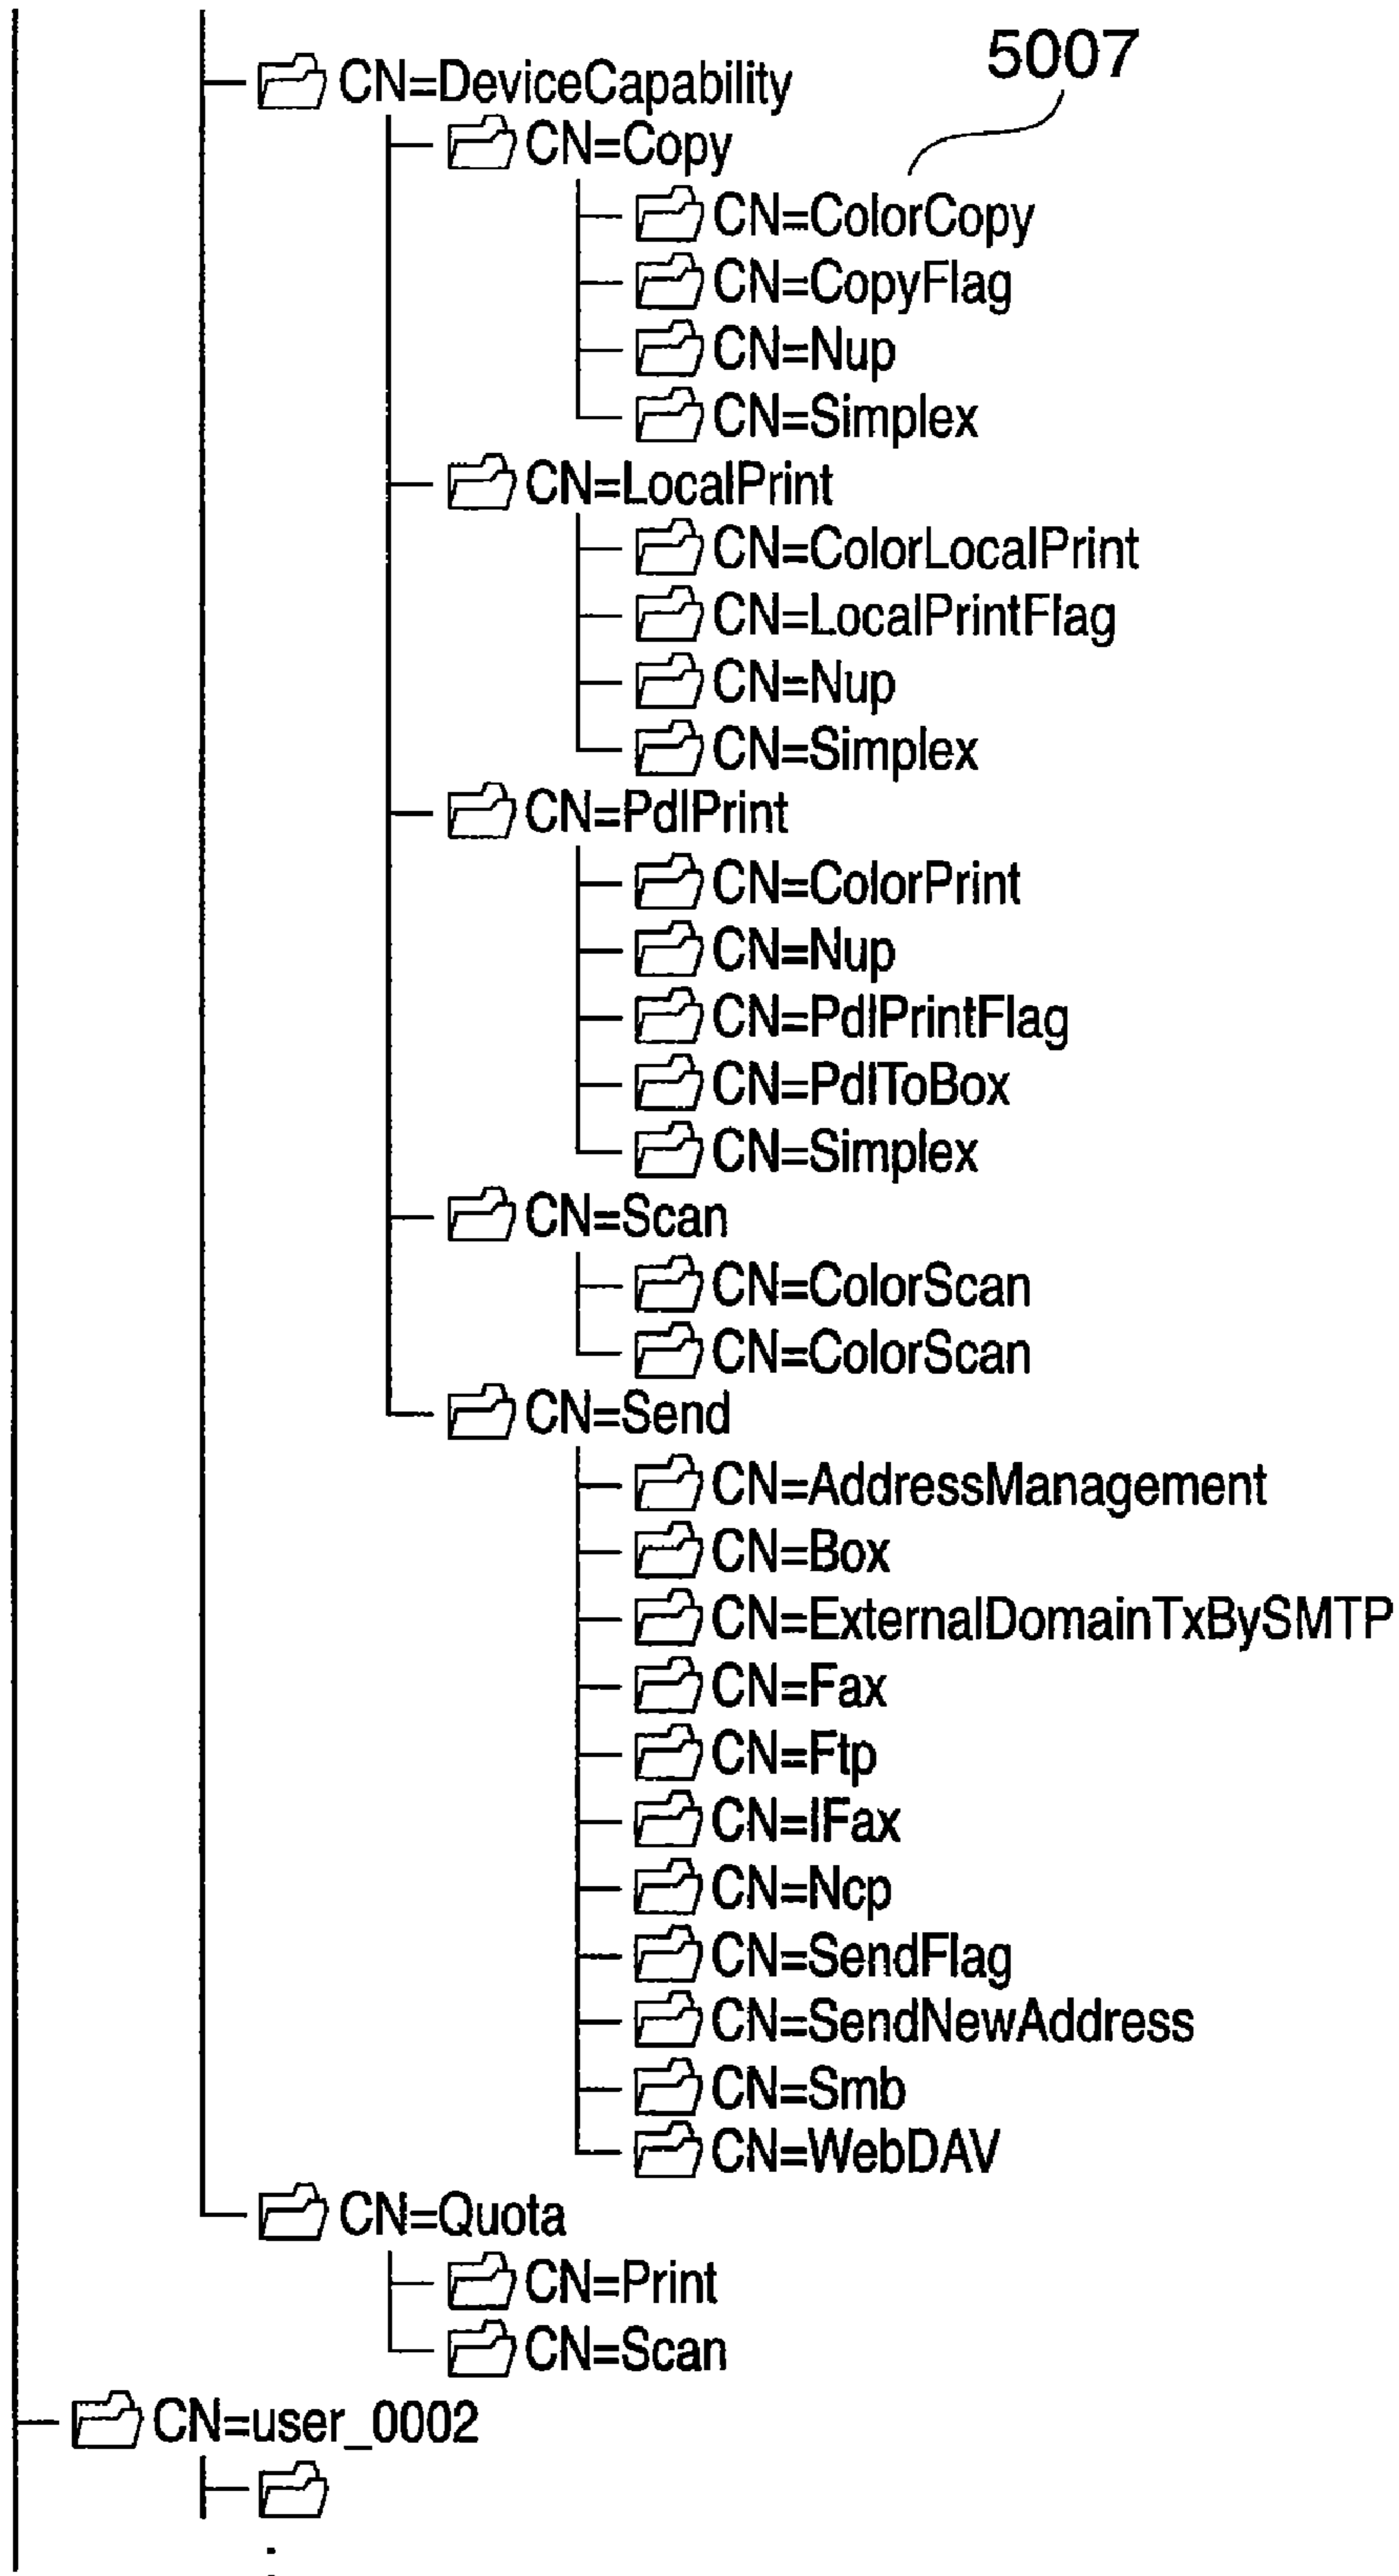 5007
CN=DeviceCapability
CN=Copy
CN=ColorCopy
CN=CopyFlag
CN=Nup
CN=Simplex
CN=LocalPrint
CN=ColorLocalPrint
CN=LocalPrintFlag
CN=Nup
CN=Simplex
CN=PdlPrint
CN=ColorPrint
CN=Nup
CN=PdlPrintFlag
CN=PdlToBox
CN=Simplex
CN=Scan
CN=ColorScan
CN=ColorScan
CN=Send
CN=AddressManagement
CN=Box
CN=ExternalDomainTxBySMTP
CN=Fax
CN=Ftp
CN=IFax
CN=Ncp
CN=SendFlag
CN=SendNewAddress
CN=Smb
CN=WebDAV
CN=Quota
CN=Print
CN=Scan
CN=user_0002